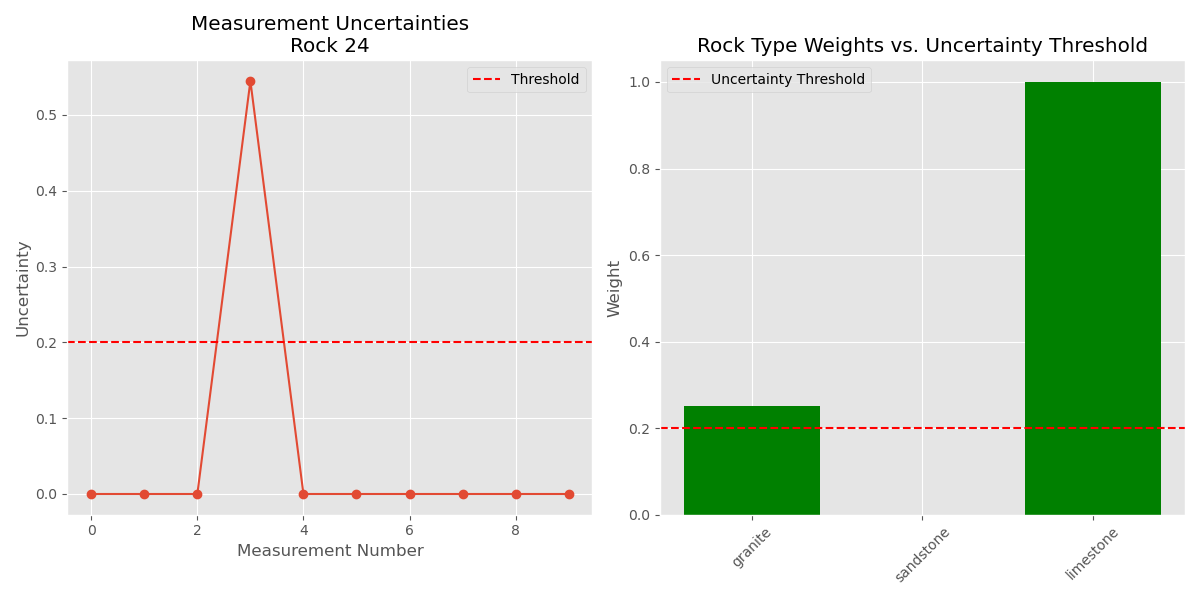 Measurement Uncertainties
Rock 24
Threshold
0.5
0.4
0.3
0.2
0.1
0.0
Uncertainty
0 2 4 6 8
Measurement Number
Rock Type Weights vs. Uncertainty Threshold
Uncertainty Threshold
1.0
0.8
0.6
0.4
0.2
0.0
Weight
granite
sandstone
limestone